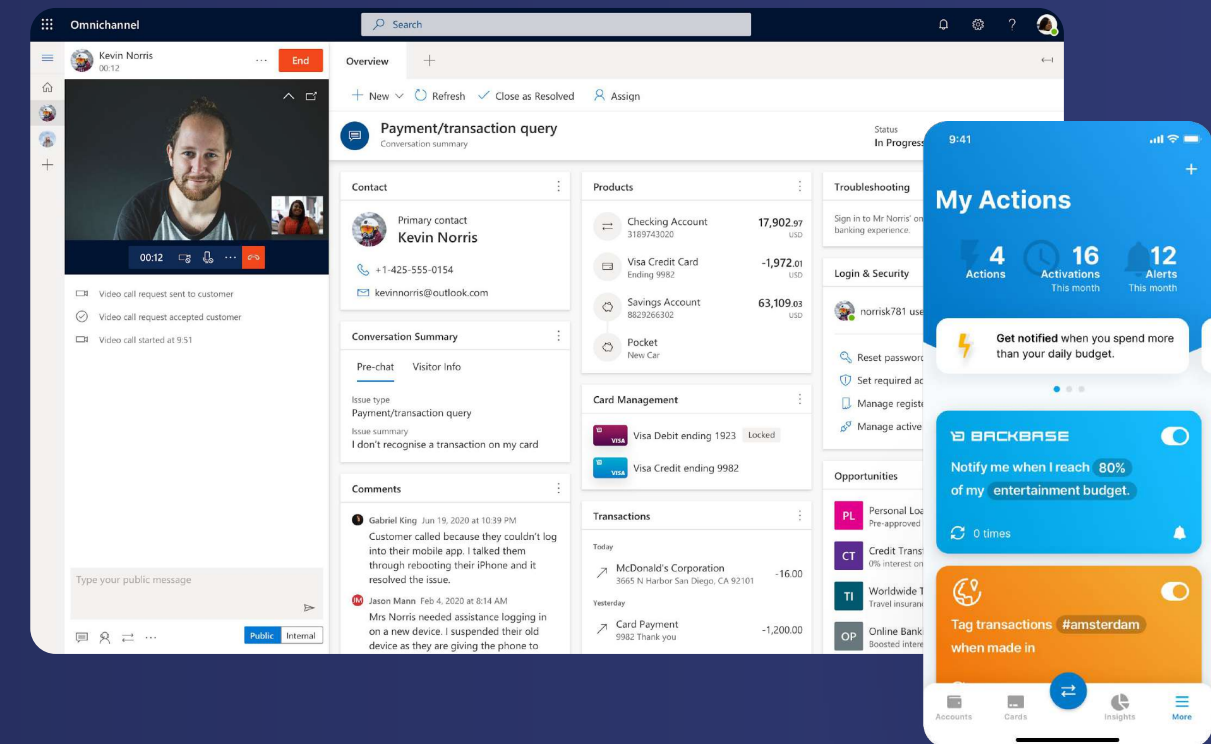 Omnichannel
Search
Kevin Norris
00:12
End
00:12
Video call request sent to customer
Video call request accepted customer
Video call started at 9:51
Type your public message
Public
Internal
Overview
New
Refresh
Close as Resolved
Assign
Payment/transaction query
Conversation summary
Status
In Progress
Contact
Primary contact
Kevin Norris
+1-425-555-0154
kevinnorris@outlook.com
Conversation Summary
Pre-chat
Visitor Info
Issue type
Payment/transaction query
Issue summary
I don't recognise a transaction on my card
Comments
Gabriel King Jun 19, 2020 at 10:39 PM
Customer called because they couldn't log
into their mobile app. I talked them
through rebooting their iPhone and it
resolved the issue.
JM Jason Mann Feb 4, 2020 at 8:14 AM
Mrs Norris needed assistance logging in
on a new device. I suspended their old
device as they are giving the phone to
Products
Checking Account 17,902.97
3189743020 USD
Visa Credit Card -1,972.01
Ending 9982 USD
Savings Account 63,109.03
8829266302 USD
Pocket
New Car
Card Management
VISA
Visa Debit ending 1923 Locked
VISA
Visa Credit ending 9982
Transactions
Today
McDonald's Corporation -16.00
3665 N Harbor San Diego, CA 92101
Yesterday
Card Payment -1,200.00
9982 Thank you
Troubleshooting
Sign in to Mr Norris' on
banking experience.
Login & Security
norrisk781 use
Reset password
Set required ac
Manage registe
Manage active
Opportunities
PL Personal Loa
Pre-approved
CT Credit Trans
0% interest on
TI Worldwide T
Travel insuran
OP Online Bank
Boosted intere
9:41
My Actions
4
Actions
16
Activations
This month
12
Alerts
This month
Get notified when you spend more
than your daily budget.
BACKBASE
Notify me when I reach 80%
of my entertainment budget.
0 times
Tag transactions #amsterdam
when made in
Accounts
Cards
Insights
More